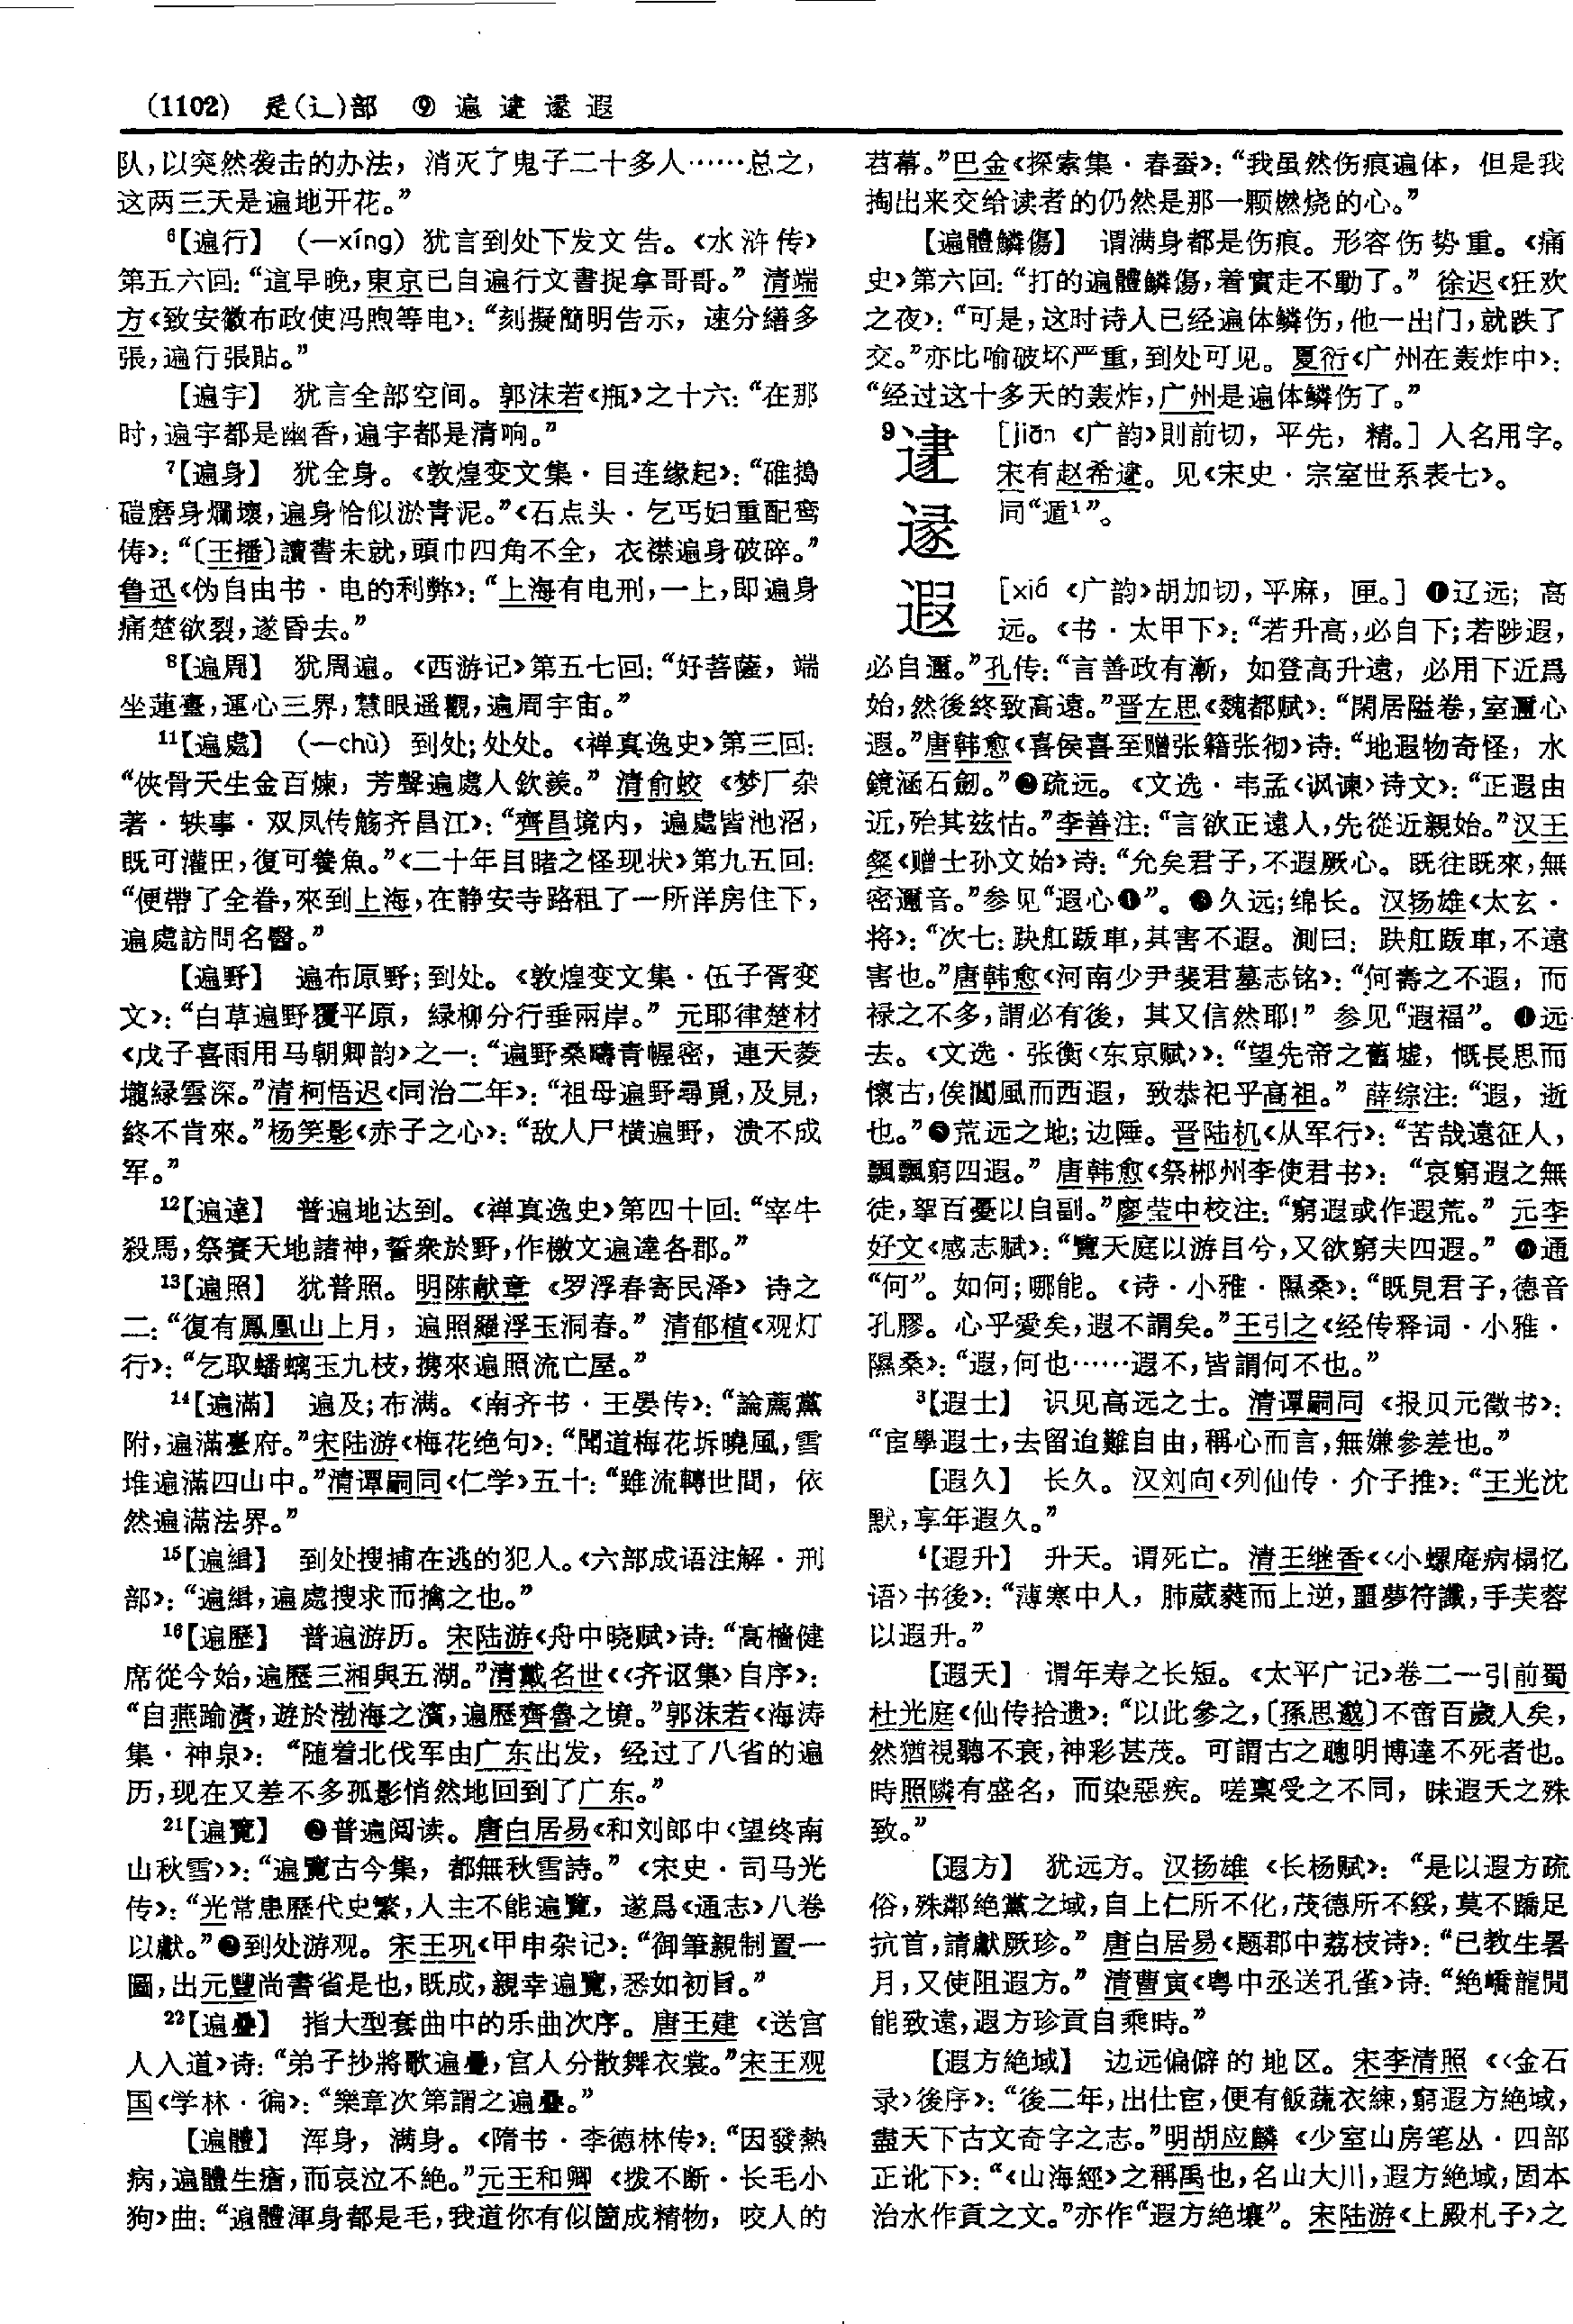 (1102) 辵(辶)部 ⑨ 遍 逮 遯 遐
队,以突然袭击的办法，消灭了鬼子二十多人……总之，
这两三天是遍地开花。”
⁶【遍行】 (—xíng) 犹言到处下发文告。《水浒传》
第五六回:“這早晚,東京已自遍行文書捉拿哥哥。” 清端
方《致安徽布政使冯煦等电》:“刻擬簡明告示，速分繕多
張,遍行張貼。”
【遍宇】 犹言全部空间。郭沫若《瓶》之十六:“在那
时,遍宇都是幽香,遍宇都是清响。”
⁷【遍身】 犹全身。《敦煌变文集·目连缘起》:“碓搗
磑磨身爛壞,遍身恰似淤青泥。”《石点头·乞丐妇重配鸾
俦》:“〔王播〕讀書未就,頭巾四角不全，衣襟遍身破碎。”
鲁迅《伪自由书·电的利弊》:“上海有电刑,一上,即遍身
痛楚欲裂,遂昏去。”
⁸【遍周】 犹周遍。《西游记》第五七回:“好菩薩，端
坐蓮臺,運心三界,慧眼遥觀,遍周宇宙。”
¹¹【遍處】 (—chù) 到处;处处。《禅真逸史》第三回:
“俠骨天生金百煉，芳聲遍處人欽羨。” 清俞蛟《梦厂杂
著·轶事·双凤传觞齐昌江》:“齊昌境内，遍處皆池沼，
既可灌田,復可養魚。”《二十年目睹之怪现状》第九五回:
“便帶了全眷,來到上海,在静安寺路租了一所洋房住下，
遍處訪問名醫。”
【遍野】 遍布原野;到处。《敦煌变文集·伍子胥变
文》:“白草遍野覆平原，緑柳分行垂兩岸。” 元耶律楚材
《戊子喜雨用马朝卿韵》之一:“遍野桑疇青幄密，連天菱
壠緑雲深。”清柯悟迟《同治二年》:“祖母遍野尋覓,及見，
終不肯來。”杨笑影《赤子之心》:“敌人尸横遍野，溃不成
军。”
¹²【遍達】 普遍地达到。《禅真逸史》第四十回:“宰牛
殺馬,祭賽天地諸神,誓衆於野,作檄文遍達各郡。”
¹³【遍照】 犹普照。明陈献章《罗浮春寄民泽》诗之
二:“復有鳳凰山上月，遍照羅浮玉洞春。” 清郁植《观灯
行》:“乞取蟠螭玉九枝,携來遍照流亡屋。”
¹⁴【遍滿】 遍及;布满。《南齐书·王晏传》:“論薦黨
附,遍滿臺府。”宋陆游《梅花绝句》:“聞道梅花坼曉風,雪
堆遍滿四山中。”清谭嗣同《仁学》五十:“雖流轉世間，依
然遍滿法界。”
¹⁵【遍緝】 到处搜捕在逃的犯人。《六部成语注解·刑
部》:“遍緝,遍處搜求而擒之也。”
¹⁶【遍歷】 普遍游历。宋陆游《舟中晓赋》诗:“高檣健
席從今始,遍歷三湘與五湖。”清戴名世《〈齐讴集〉自序》:
“自燕踰濟,遊於渤海之濱,遍歷齊魯之境。”郭沫若《海涛
集·神泉》:“随着北伐军由广东出发，经过了八省的遍
历,现在又差不多孤影悄然地回到了广东。”
²¹【遍覽】 ❶普遍阅读。唐白居易《和刘郎中〈望终南
山秋雪〉》:“遍覽古今集，都無秋雪詩。”《宋史·司马光
传》:“光常患歷代史繁,人主不能遍覽，遂爲《通志》八卷
以獻。”❷到处游观。宋王巩《甲申杂记》:“御筆親制置一
圖,出元豐尚書省是也,既成,親幸遍覽,悉如初旨。”
²²【遍疊】 指大型套曲中的乐曲次序。唐王建《送宫
人入道》诗:“弟子抄將歌遍疊,宫人分散舞衣裳。”宋王观
国《学林·徧》:“樂章次第謂之遍疊。”
【遍體】 浑身，满身。《隋书·李德林传》:“因發熱
病,遍體生瘡,而哀泣不絶。”元王和卿《拨不断·长毛小
狗》曲:“遍體渾身都是毛,我道你有似箇成精物，咬人的
苕幕。”巴金《探索集·春蚕》:“我虽然伤痕遍体，但是我
掏出来交给读者的仍然是那一颗燃烧的心。”
【遍體鱗傷】 谓满身都是伤痕。形容伤势重。《痛
史》第六回:“打的遍體鱗傷,着實走不動了。” 徐迟《狂欢
之夜》:“可是,这时诗人已经遍体鳞伤,他一出门,就跌了
交。”亦比喻破坏严重,到处可见。夏衍《广州在轰炸中》:
“经过这十多天的轰炸,广州是遍体鳞伤了。”
⁹
[jiān《广韵》則前切，平先，精。] 人名用字。
宋有赵希。见《宋史·宗室世系表七》。
同“遁¹”。
遐 [xiá《广韵》胡加切,平麻，匣。] ❶辽远；高
远。《书·太甲下》:“若升高,必自下;若陟遐，
必自邇。”孔传:“言善政有漸，如登高升遠，必用下近爲
始,然後終致高遠。”晋左思《魏都赋》:“閑居隘巷,室邇心
遐。”唐韩愈《喜侯喜至赠张籍张彻》诗:“地遐物奇怪，水
鏡涵石劒。”❷疏远。《文选·韦孟〈讽谏〉诗文》:“正遐由
近,殆其兹怙。”李善注:“言欲正遠人,先從近親始。”汉王
粲《赠士孙文始》诗:“允矣君子,不遐厥心。既往既來,無
密邇音。”参见“遐心❶”。❸久远;绵长。汉扬雄《太玄·
将》:“次七:趹舡跋車,其害不遐。測曰：趹舡跋車,不遠
害也。”唐韩愈《河南少尹裴君墓志铭》:“何壽之不遐，而
禄之不多,謂必有後，其又信然耶!” 参见“遐福”。❹远
去。《文选·张衡〈东京赋〉》:“望先帝之舊墟，慨長思而
懷古,俟閶風而西遐，致恭祀乎高祖。” 薛综注:“遐，逝
也。”❺荒远之地;边陲。晋陆机《从军行》:“苦哉遠征人，
飄飄窮四遐。” 唐韩愈《祭郴州李使君书》:“哀窮遐之無
徒,挐百憂以自副。”廖莹中校注:“窮遐或作遐荒。” 元李
好文《感志赋》:“覽天庭以游目兮,又欲窮夫四遐。” ❻通
“何”。如何;哪能。《诗·小雅·隰桑》:“既見君子,德音
孔膠。心乎愛矣,遐不謂矣。”王引之《经传释词·小雅·
隰桑》:“遐,何也……遐不,皆謂何不也。”
³【遐士】 识见高远之士。清谭嗣同《报贝元徵书》:
“宦學遐士,去留迫難自由,稱心而言,無嫌參差也。”
【遐久】 长久。汉刘向《列仙传·介子推》:“王光沈
默,享年遐久。”
⁴【遐升】 升天。谓死亡。清王继香《〈小螺庵病榻忆
语〉书後》:“薄寒中人，肺葳蕤而上逆,噩夢符讖,手芙蓉
以遐升。”
【遐夭】 谓年寿之长短。《太平广记》卷二一引前蜀
杜光庭《仙传拾遗》:“以此參之,〔孫思邈〕不啻百歲人矣，
然猶視聽不衰,神彩甚茂。可謂古之聰明博達不死者也。
時照隣有盛名，而染惡疾。嗟稟受之不同，昧遐夭之殊
致。”
【遐方】 犹远方。汉扬雄《长杨赋》:“是以遐方疏
俗,殊鄰絶黨之域,自上仁所不化,茂德所不綏,莫不蹻足
抗首,請獻厥珍。” 唐白居易《题郡中荔枝诗》:“已教生暑
月,又使阻遐方。” 清曹寅《粤中丞送孔雀》诗:“絶嶠龍閒
能致遠,遐方珍貢自乘時。”
【遐方絶域】 边远偏僻的地区。宋李清照《〈金石
录〉後序》:“後二年,出仕宦,便有飯蔬衣練,窮遐方絶域，
盡天下古文奇字之志。”明胡应麟《少室山房笔丛·四部
正讹下》:“《山海經》之稱禹也,名山大川,遐方絶域,固本
治水作貢之文。”亦作“遐方絶壤”。宋陆游《上殿札子》之